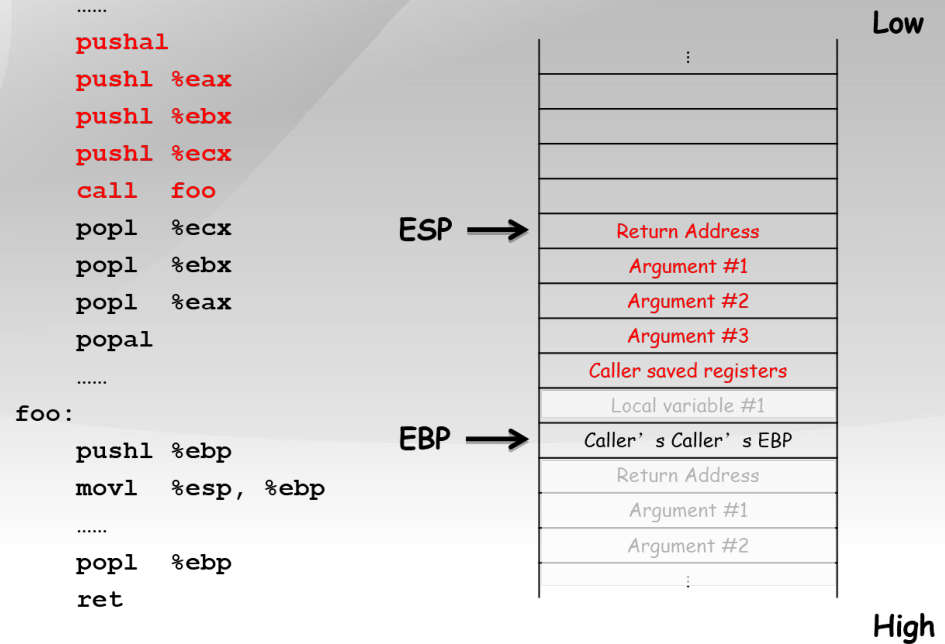 ……
pushal
pushl %eax
pushl %ebx
pushl %ecx
call foo
popl %ecx
popl %ebx
popl %eax
popal
……
foo:
pushl %ebp
movl %esp, %ebp
……
popl %ebp
ret
Low
⋮
ESP
Return Address
Argument #1
Argument #2
Argument #3
Caller saved registers
Local variable #1
EBP
Caller’s Caller’s EBP
Return Address
Argument #1
Argument #2
⋮
High